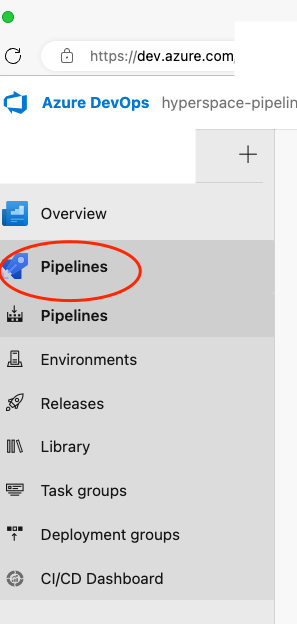 https://dev.azure.com
Azure DevOps hyperspace-pipelin
Overview
Pipelines
Pipelines
Environments
Releases
Library
Task groups
Deployment groups
CI/CD Dashboard